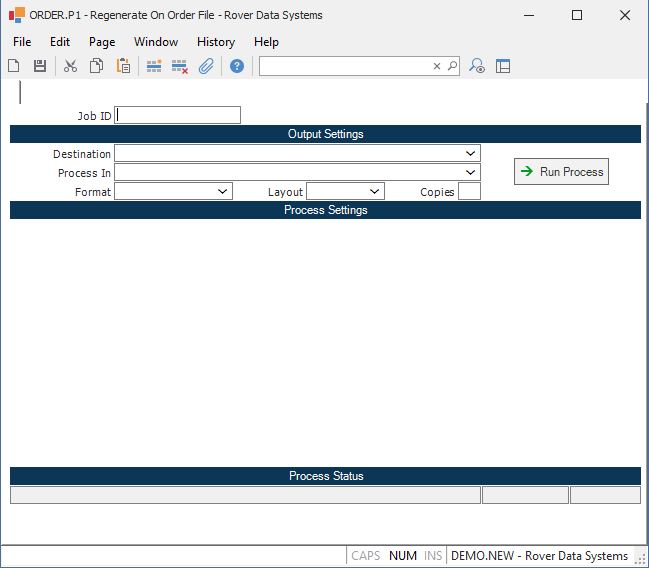 ORDER.P1 - Regenerate On Order File - Rover Data Systems
File Edit Page Window History Help
Job ID
Output Settings
Destination
Process In
Run Process
Format Layout Copies
Process Settings
Process Status
CAPS NUM INS DEMO.NEW - Rover Data Systems